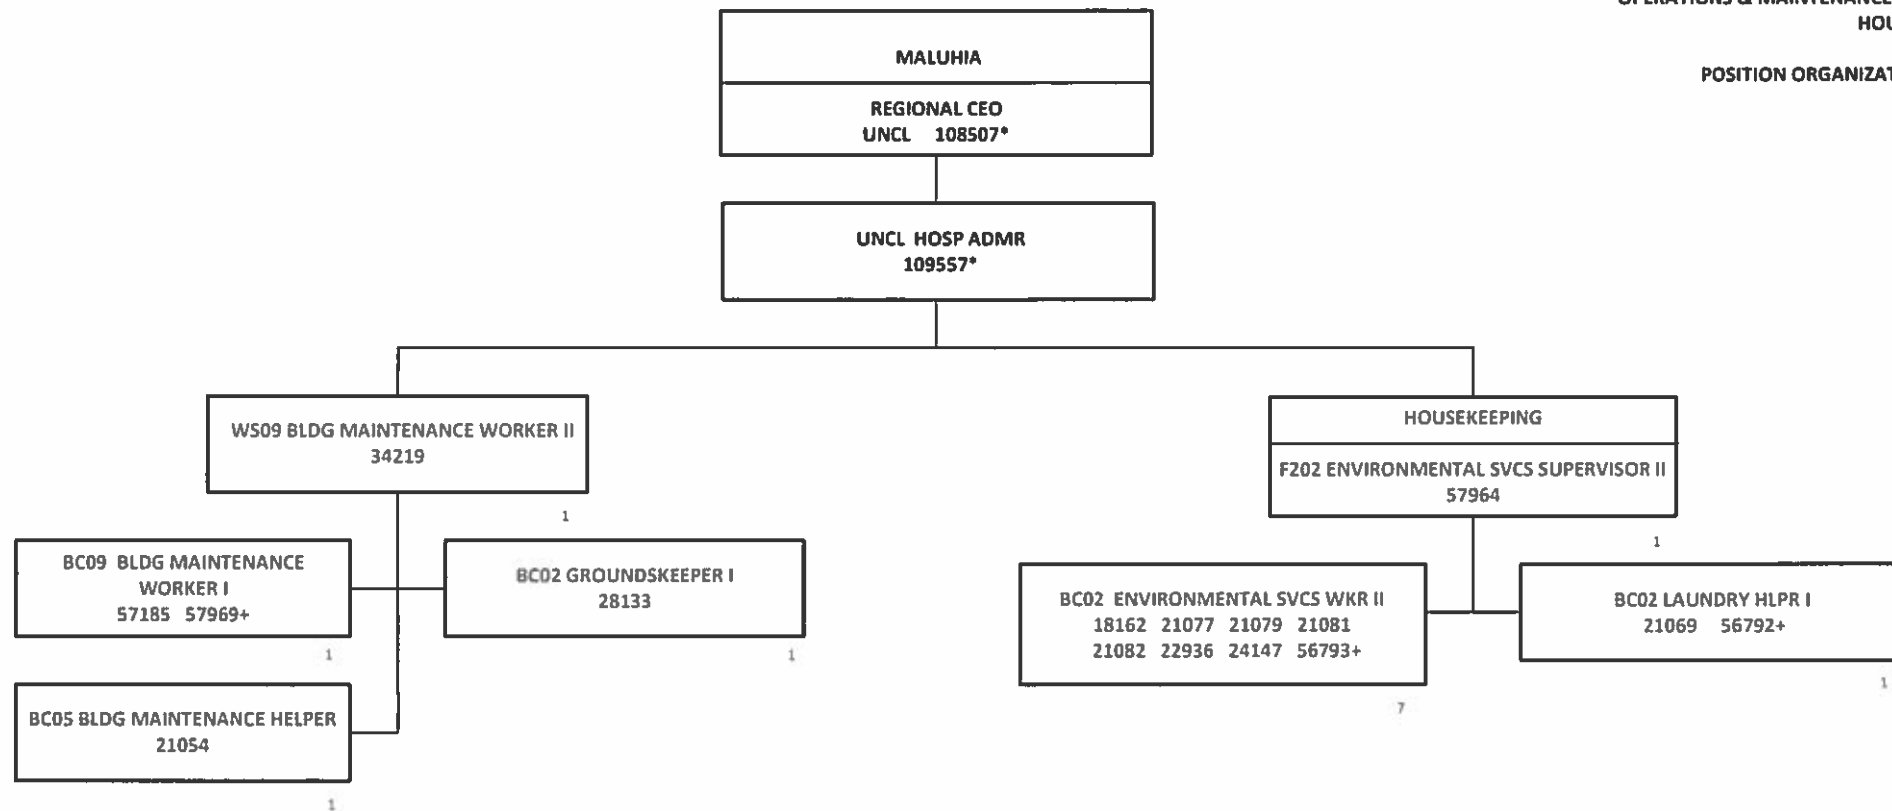 OPERATIONS & MAINTENANCE
POSITION ORGANIZAT
MALUHIA
REGIONAL CEO
UNCL 108507*
UNCL HOSP ADMR
109557*
WS09 BLDG MAINTENANCE WORKER II
34219
1
HOUSEKEEPING
F202 ENVIRONMENTAL SVCS SUPERVISOR II
57964
1
BC09 BLDG MAINTENANCE
WORKER I
57185 57969+
1
BC02 GROUNDSKEEPER I
28133
1
BC05 BLDG MAINTENANCE HELPER
21054
1
BC02 ENVIRONMENTAL SVCS WKR II
18162 21077 21079 21081
21082 22936 24147 56793+
7
BC02 LAUNDRY HLPR I
21069 56792+
1